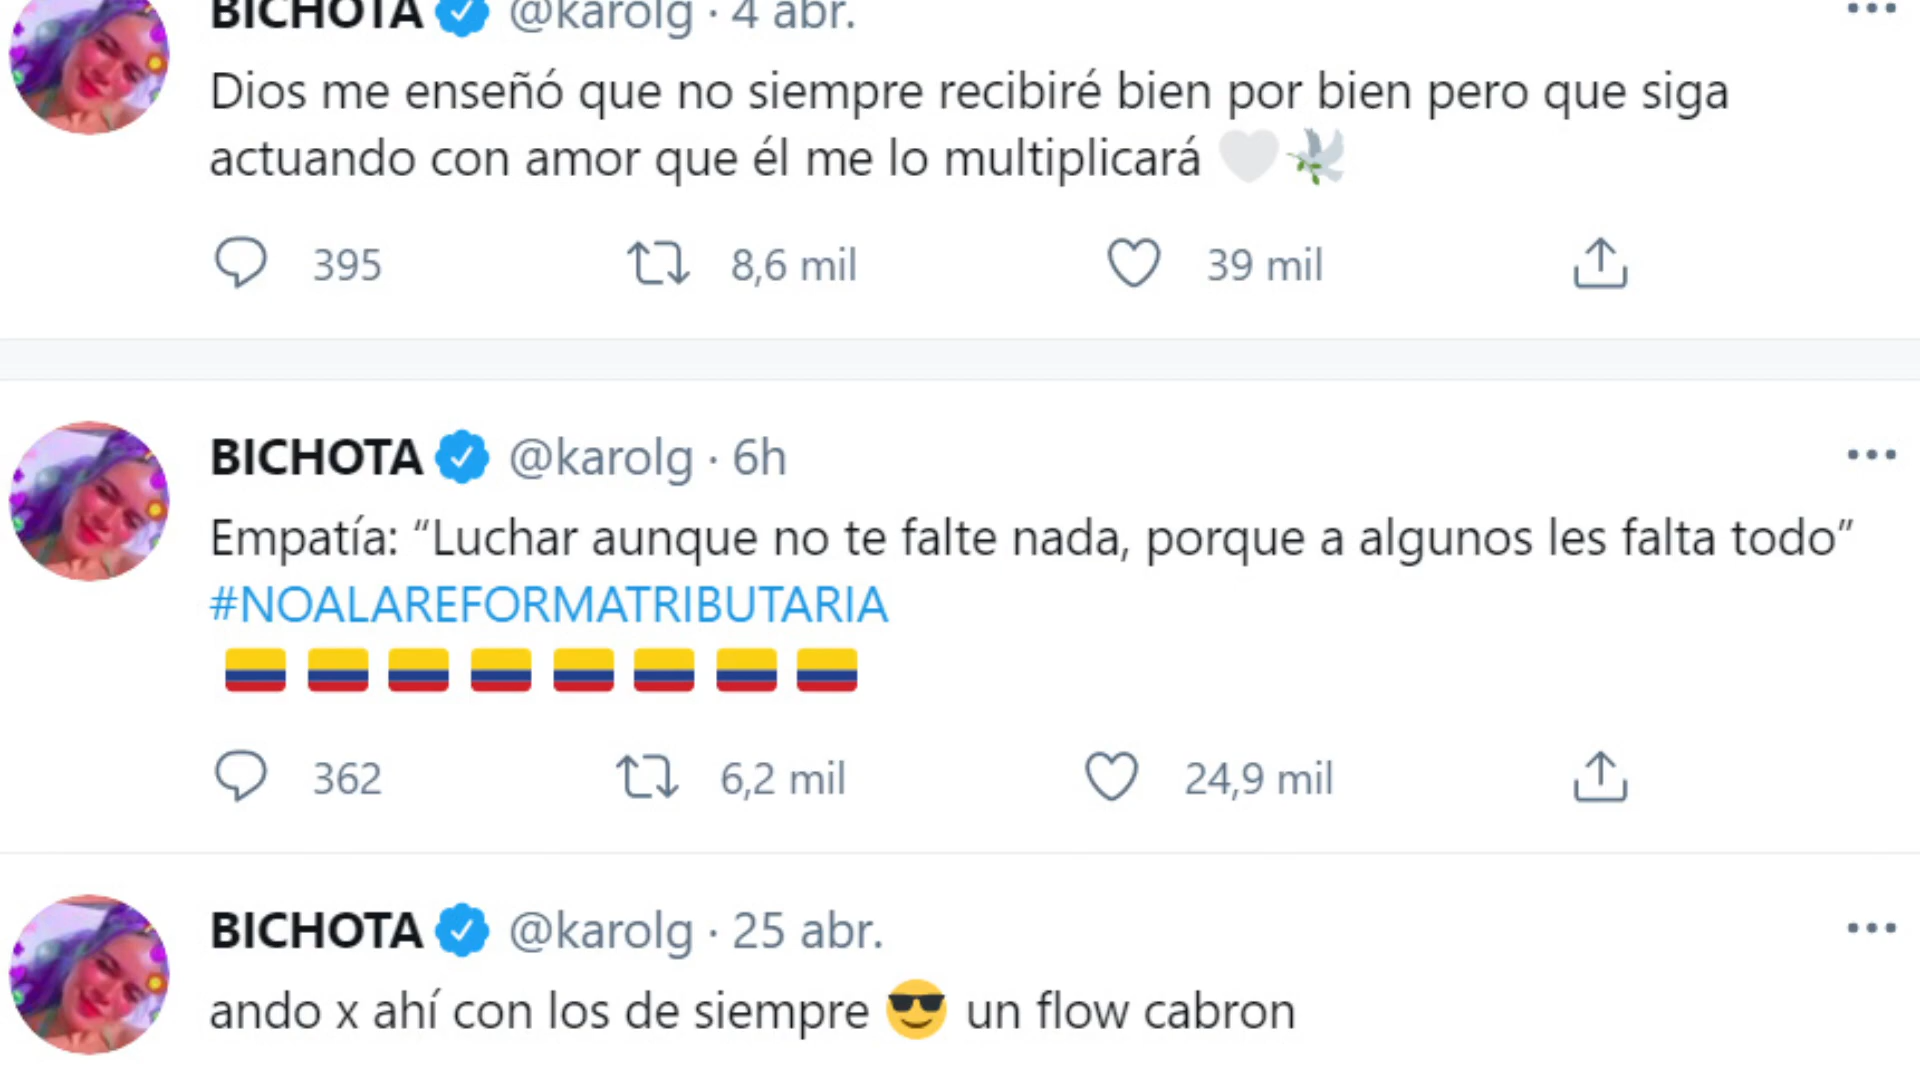 BICHOTA @karolg · 4 abr.
Dios me enseñó que no siempre recibiré bien por bien pero que siga
actuando con amor que él me lo multiplicará 🤍🕊️
395 8,6 mil 39 mil
BICHOTA @karolg · 6h
Empatía: “Luchar aunque no te falte nada, porque a algunos les falta todo”
#NOALAREFORMATRIBUTARIA
🇨🇴 🇨🇴 🇨🇴 🇨🇴 🇨🇴 🇨🇴 🇨🇴 🇨🇴
362 6,2 mil 24,9 mil
BICHOTA @karolg · 25 abr.
ando x ahí con los de siempre 😎 un flow cabron